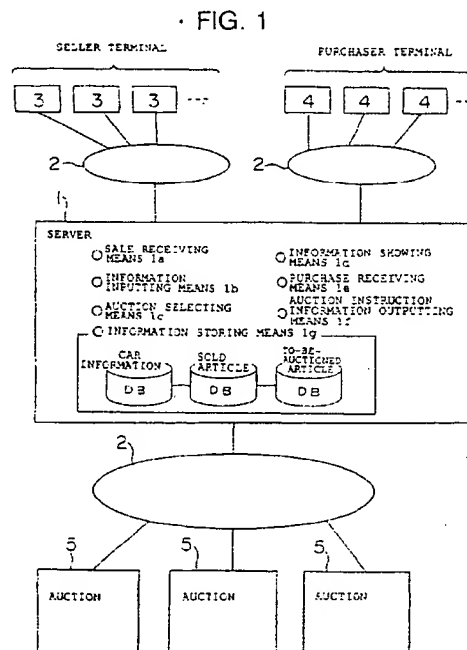 · FIG. 1
SELLER TERMINAL
PURCHASER TERMINAL
3 3 3 ---
4 4 4 --
2
2
1
SERVER
SALE RECEIVING MEANS 1a
INFORMATION INPUTTING MEANS 1b
AUCTION SELECTING MEANS 1c
INFORMATION SHOWING MEANS 1d
PURCHASE RECEIVING MEANS 1e
AUCTION INSTRUCTION INFORMATION OUTPUTTING MEANS 1f
INFORMATION STORING MEANS 1g
CAR INFORMATION
DB
SOLD ARTICLE
DB
TO-BE-AUCTIONED ARTICLE
DB
2
5
5
5
AUCTION
AUCTION
AUCTION